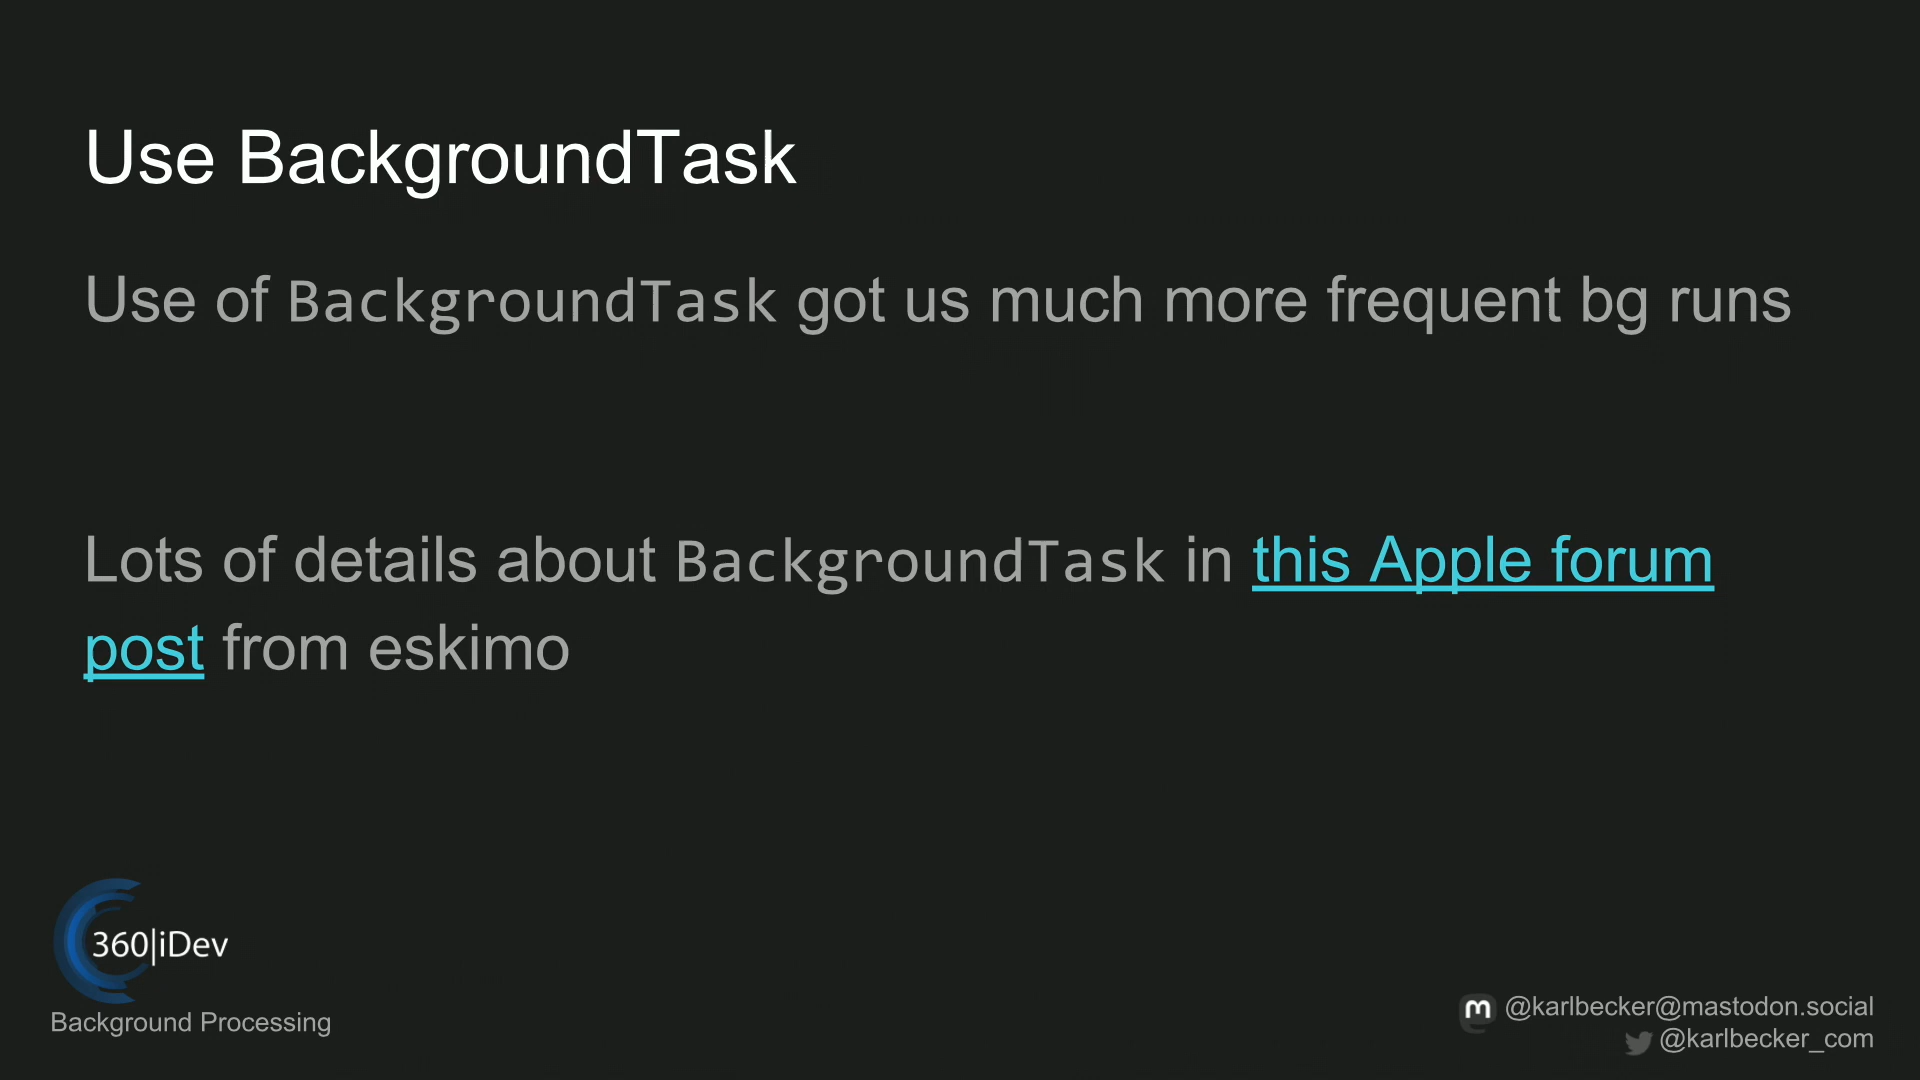 Use BackgroundTask
Use of BackgroundTask got us much more frequent bg runs
Lots of details about BackgroundTask in this Apple forum
post from eskimo
360|iDev
Background Processing
m @karlbecker@mastodon.social
@karlbecker_com